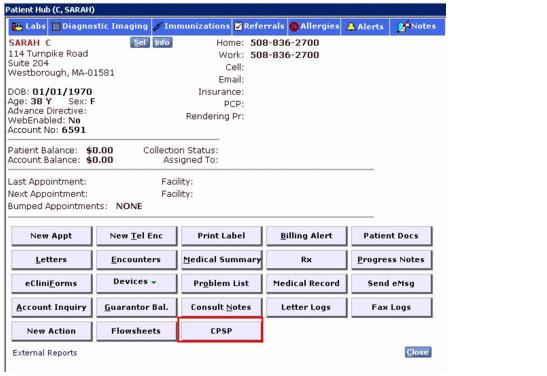 Patient Hub (C, SARAH)
Labs Diagnostic Imaging Immunizations Referrals Allergies Alerts Notes
SARAH C Sel Info Home: 508-836-2700
114 Turnpike Road Work: 508-836-2700
Suite 204 Cell:
Westborough, MA-01581 Email:
DOB: 01/01/1970 Insurance:
Age: 38 Y Sex: F PCP:
Advance Directive: Rendering Pr:
WebEnabled: No
Account No: 6591
Patient Balance: $0.00 Collection Status:
Account Balance: $0.00 Assigned To:
Last Appointment: Facility:
Next Appointment: Facility:
Bumped Appointments: NONE
New Appt New Tel Enc Print Label Billing Alert Patient Docs
Letters Encounters Medical Summary Rx Progress Notes
eCliniForms Devices Problem List Medical Record Send eMsg
Account Inquiry Guarantor Bal. Consult Notes Letter Logs Fax Logs
New Action Flowsheets CPSP
External Reports Close